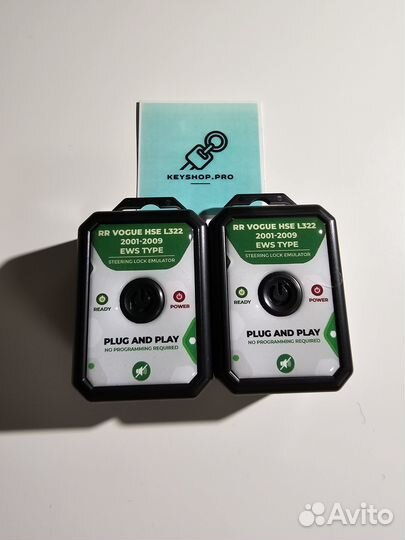 KEYSHOP.PRO
RR VOGUE HSE L322
2001-2009
EWS TYPE
STEERING LOCK EMULATOR
READY
POWER
PLUG AND PLAY
NO PROGRAMMING REQUIRED
RR VOGUE HSE L322
2001-2009
EWS TYPE
STEERING LOCK EMULATOR
READY
POWER
PLUG AND PLAY
NO PROGRAMMING REQUIRED
Avito